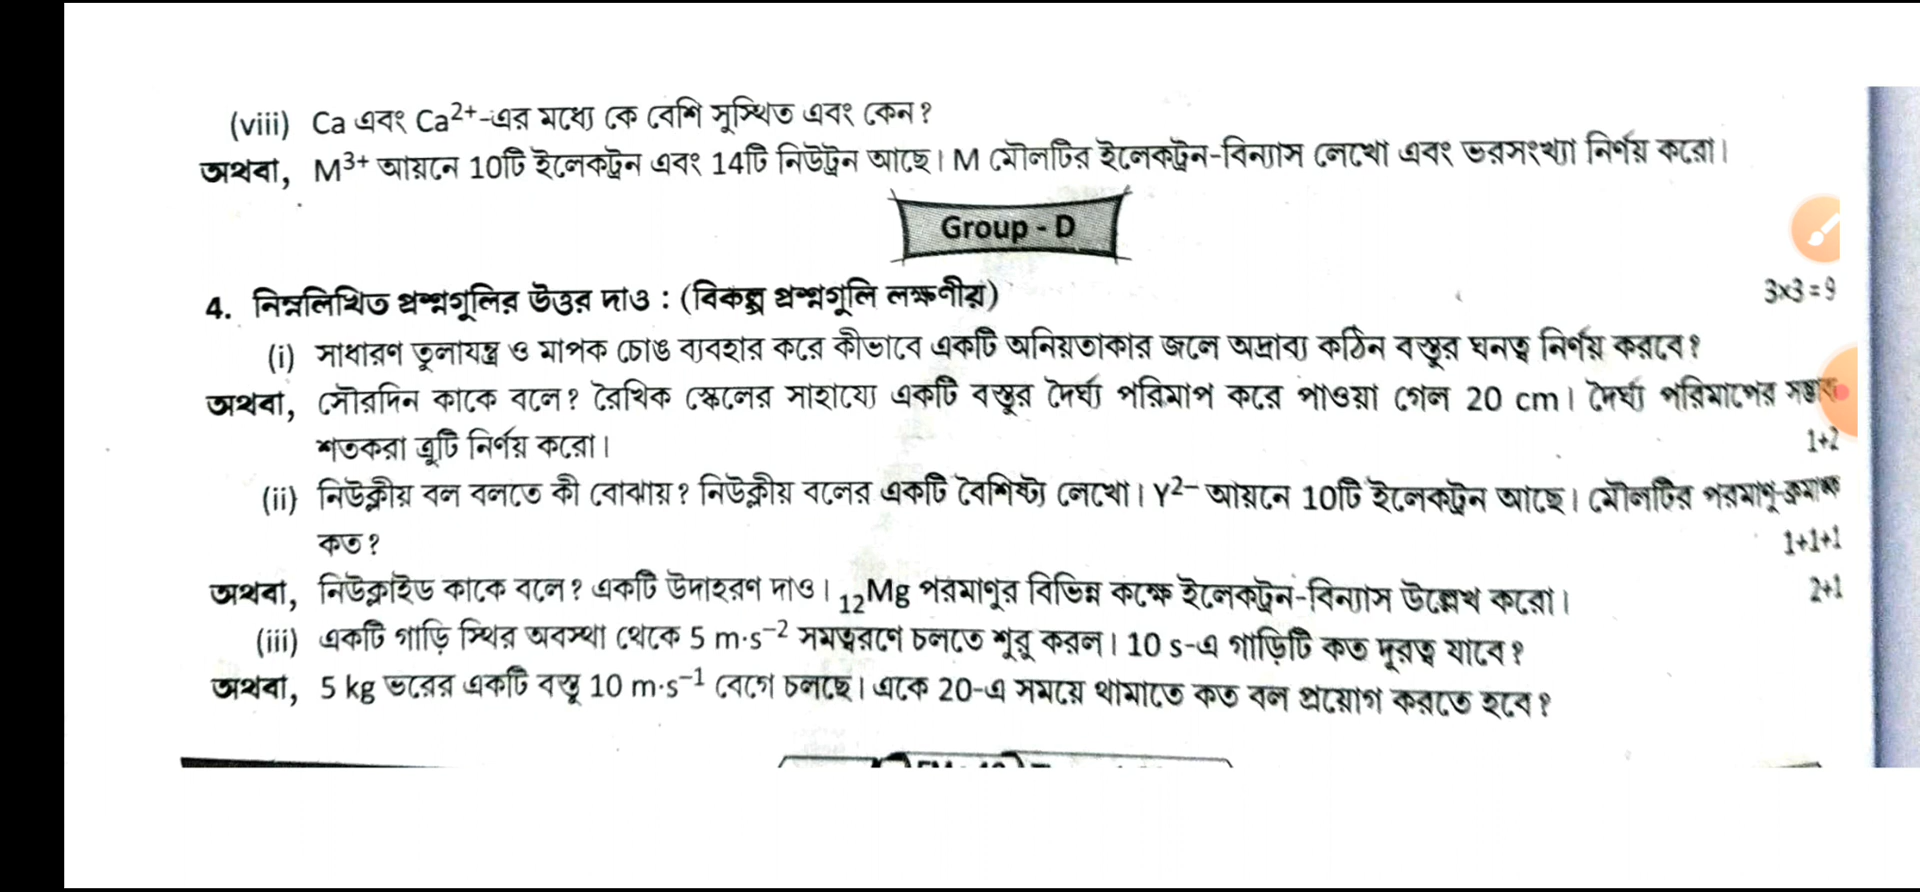 (viii) Ca এবং Ca²⁺-এর মধ্যে কে বেশি সুস্থিত এবং কেন?
অথবা, M³⁺ আয়নে 10টি ইলেকট্রন এবং 14টি নিউট্রন আছে। M মৌলটির ইলেকট্রন-বিন্যাস লেখো এবং ভরসংখ্যা নির্ণয় করো।
Group - D
4. নিম্নলিখিত প্রশ্নগুলির উত্তর দাও : (বিকল্প প্রশ্নগুলি লক্ষণীয়) 3×3=9
(i) সাধারণ তুলাযন্ত্র ও মাপক চোঙ ব্যবহার করে কীভাবে একটি অনিয়তাকার জলে অদ্রাব্য কঠিন বস্তুর ঘনত্ব নির্ণয় করবে?
অথবা, সৌরদিন কাকে বলে? রৈখিক স্কেলের সাহায্যে একটি বস্তুর দৈর্ঘ্য পরিমাপ করে পাওয়া গেল 20 cm। দৈর্ঘ্য পরিমাপের
শতকরা ত্রুটি নির্ণয় করো। 1+2
(ii) নিউক্লীয় বল বলতে কী বোঝায়? নিউক্লীয় বলের একটি বৈশিষ্ট্য লেখো। Y²⁻ আয়নে 10টি ইলেকট্রন আছে। মৌলটির পরমাণু-ক্রমাঙ্ক
কত? 1+1+1
অথবা, নিউক্লাইড কাকে বলে? একটি উদাহরণ দাও। ₁₂Mg পরমাণুর বিভিন্ন কক্ষে ইলেকট্রন-বিন্যাস উল্লেখ করো। 2+1
(iii) একটি গাড়ি স্থির অবস্থা থেকে 5 m·s⁻² সমত্বরণে চলতে শুরু করল। 10 s-এ গাড়িটি কত দূরত্ব যাবে?
অথবা, 5 kg ভরের একটি বস্তু 10 m·s⁻¹ বেগে চলছে। একে 20-এ সময়ে থামাতে কত বল প্রয়োগ করতে হবে?